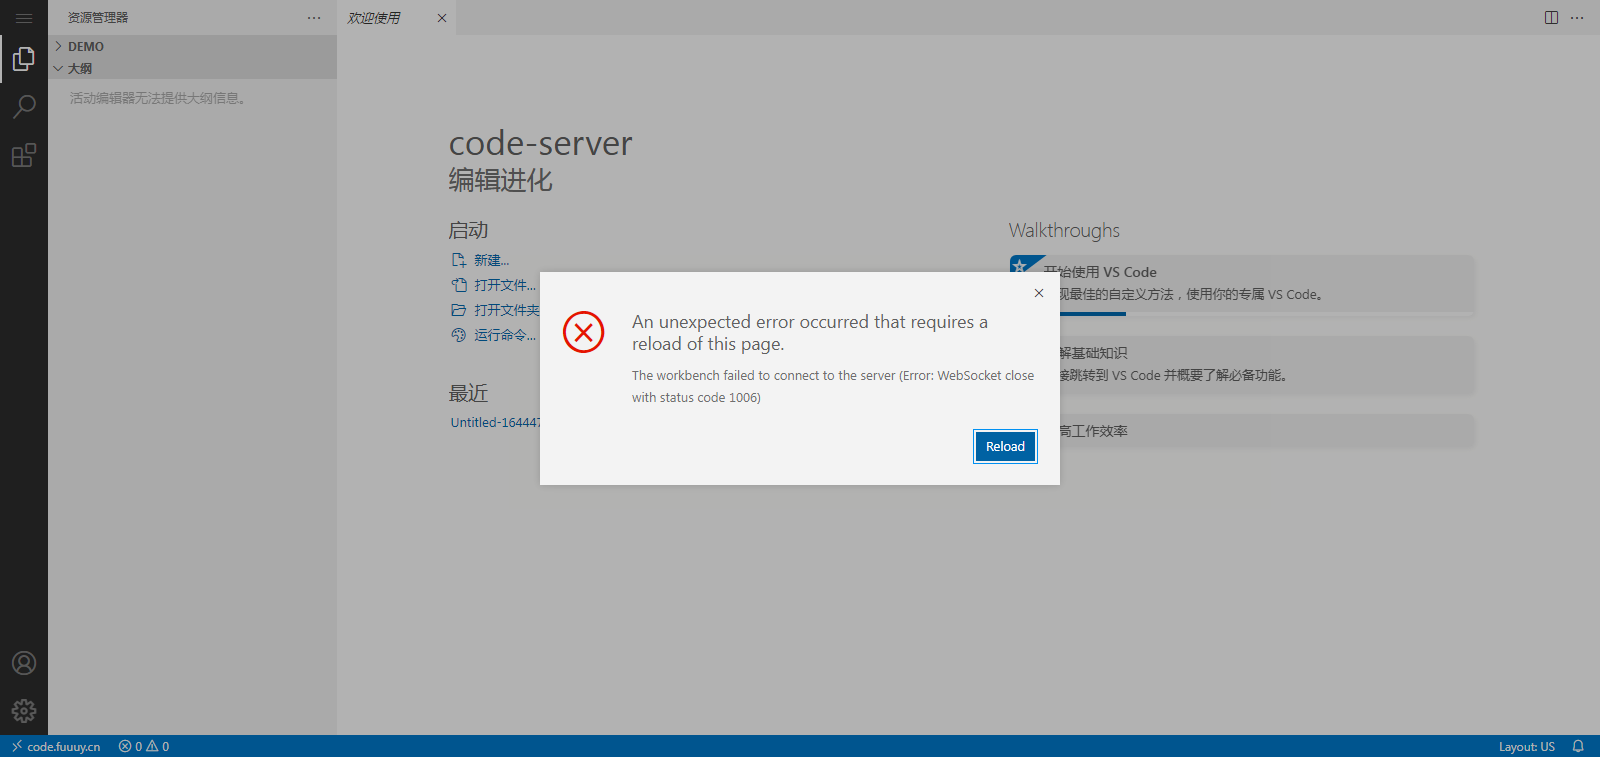 资源管理器
欢迎使用
DEMO
大纲
活动编辑器无法提供大纲信息。
code-server
编辑进化
启动
新建...
打开文件...
打开文件夹
运行命令...
最近
Untitled-16444
Walkthroughs
开始使用 VS Code
现最佳的自定义方法，使用你的专属 VS Code。
解基础知识
接跳转到 VS Code 并概要了解必备功能。
高工作效率
An unexpected error occurred that requires a
reload of this page.
The workbench failed to connect to the server (Error: WebSocket close
with status code 1006)
Reload
code.fuuuy.cn
0
0
Layout: US